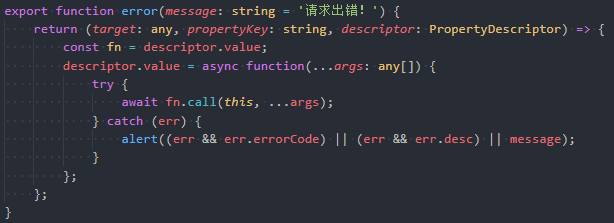 export function error(message: string = '请求出错！') {
return (target: any, propertyKey: string, descriptor: PropertyDescriptor) => {
const fn = descriptor.value;
descriptor.value = async function(...args: any[]) {
try {
await fn.call(this, ...args);
} catch (err) {
alert((err && err.errorCode) || (err && err.desc) || message);
}
};
};
}